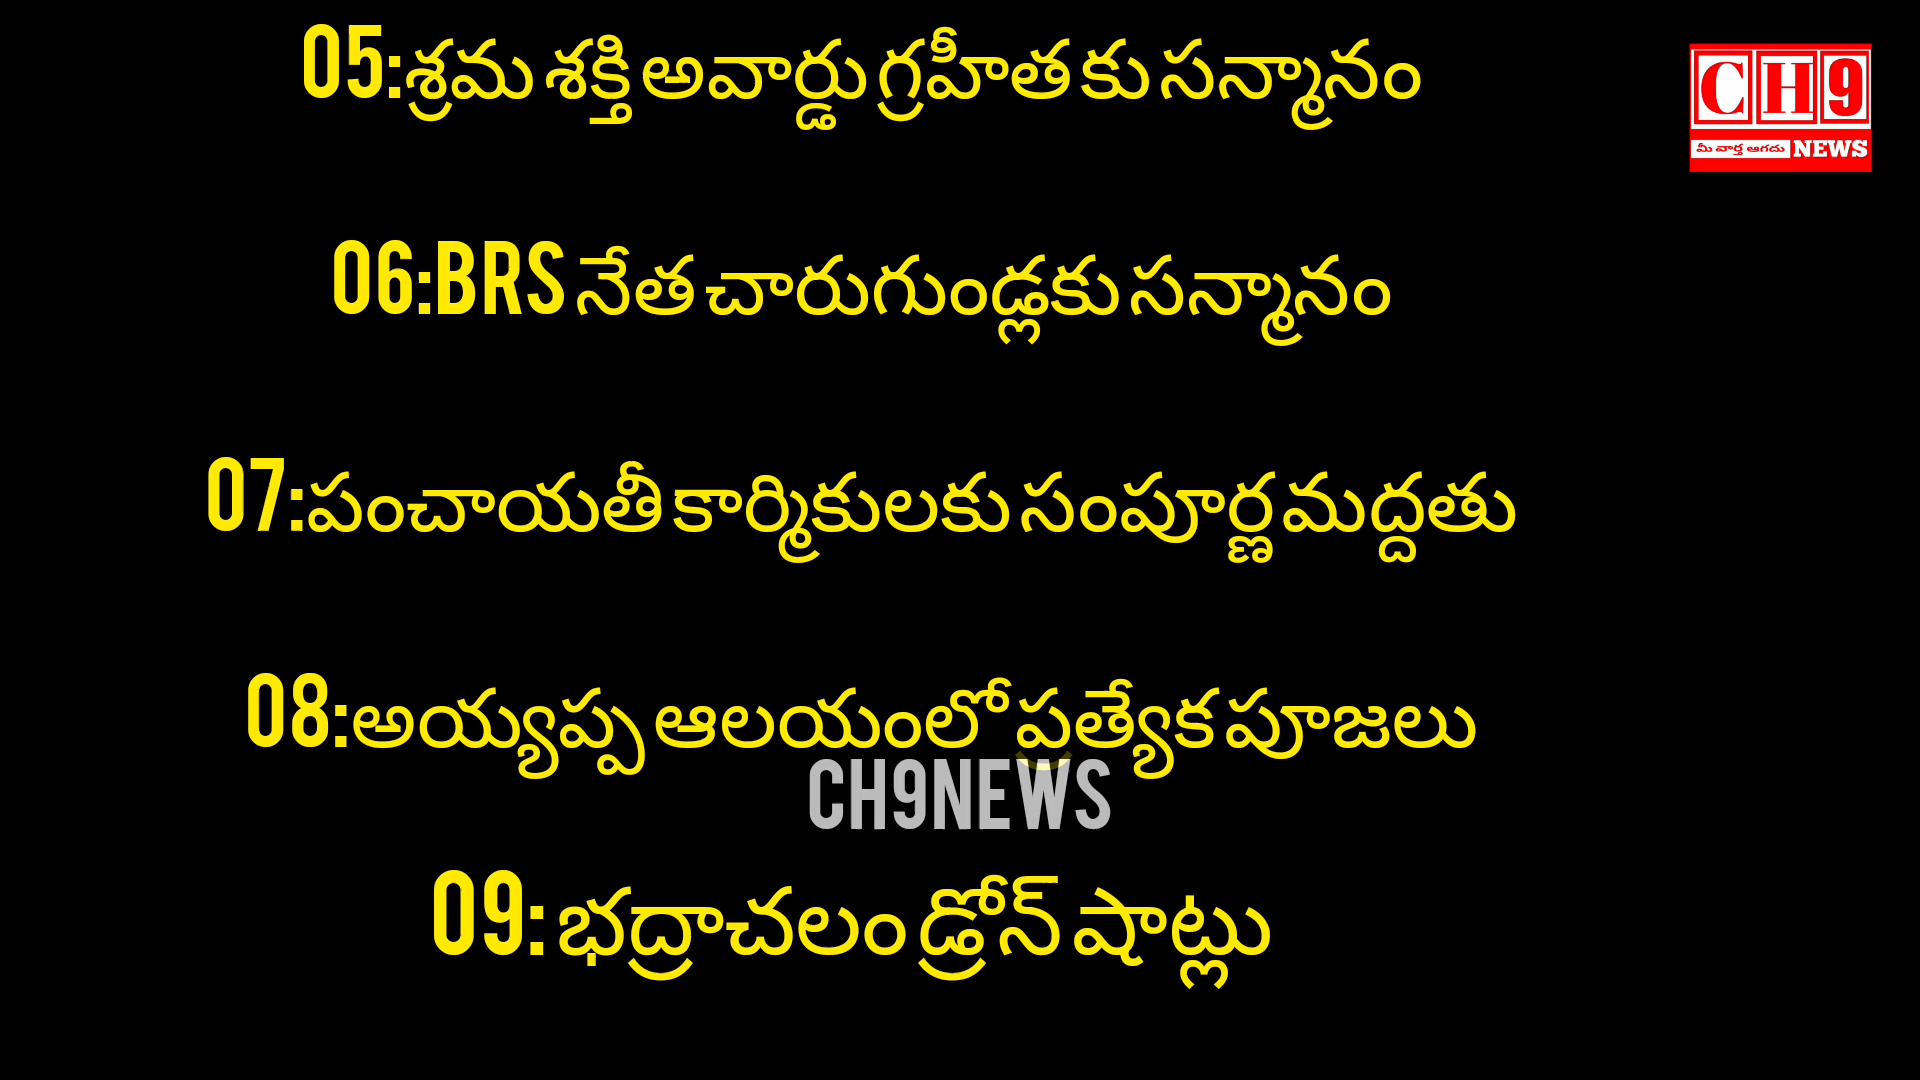 05:శ్రమ శక్తి అవార్డు గ్రహీత కు సన్మానం
CH9
మీ వార్త ఆగదు NEWS
06:BRS నేత చారుగుండ్లకు సన్మానం
07:పంచాయతీ కార్మికులకు సంపూర్ణ మద్దతు
08:అయ్యప్ప ఆలయంలో ప్రత్యేక పూజలు
CH9NEWS
09: భద్రాచలం డ్రోన్ షాట్లు